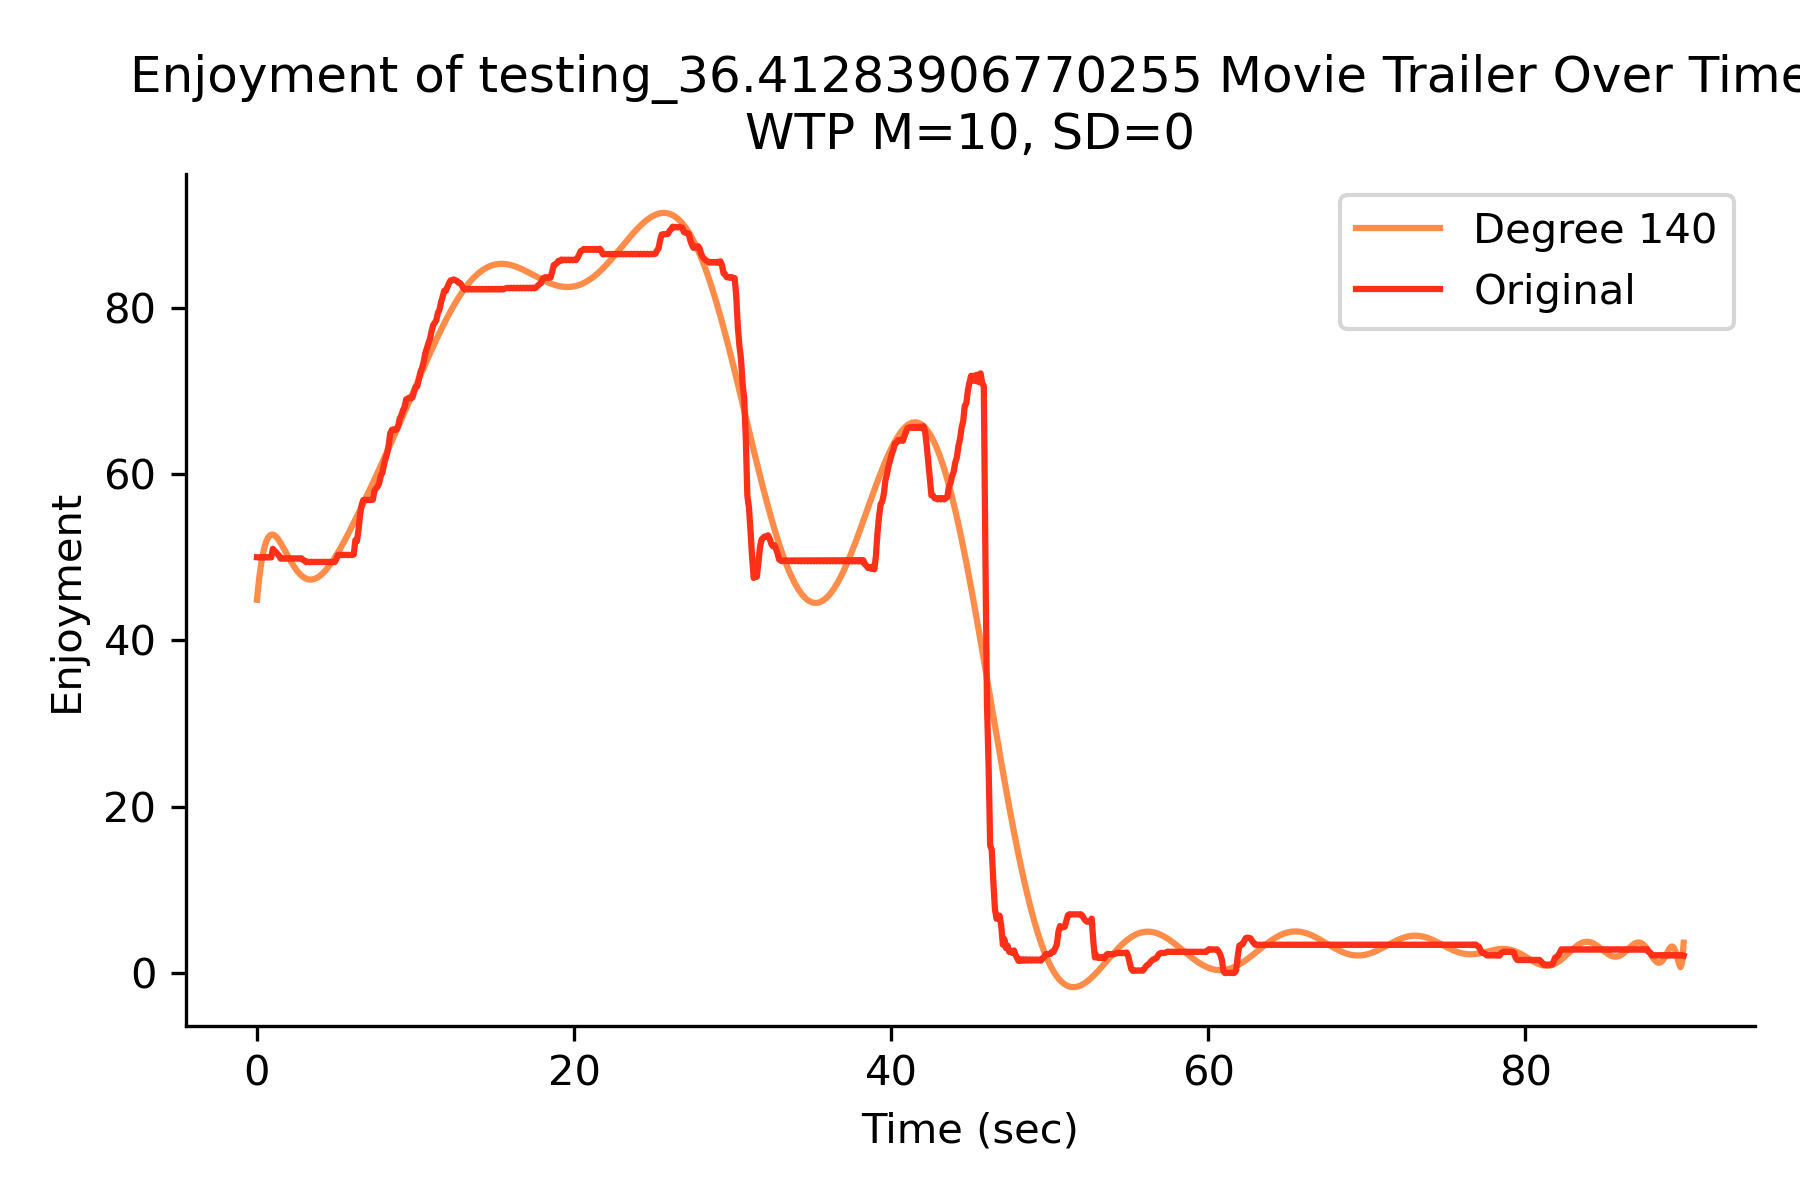 Enjoyment of testing_36.41283906770255 Movie Trailer Over Time
WTP M=10, SD=0
Degree 140
Original
Enjoyment
80
60
40
20
0
0 20 40 60 80
Time (sec)